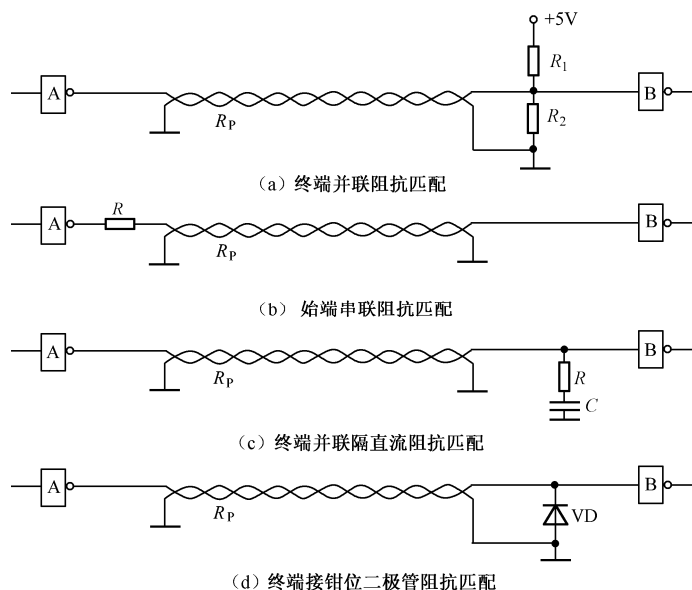 +5V
A
R₁
B
R₂
Rₚ
（a）终端并联阻抗匹配
R
A
B
Rₚ
（b） 始端串联阻抗匹配
A
B
Rₚ
R
C
（c）终端并联隔直流阻抗匹配
A
B
Rₚ
VD
（d）终端接钳位二极管阻抗匹配